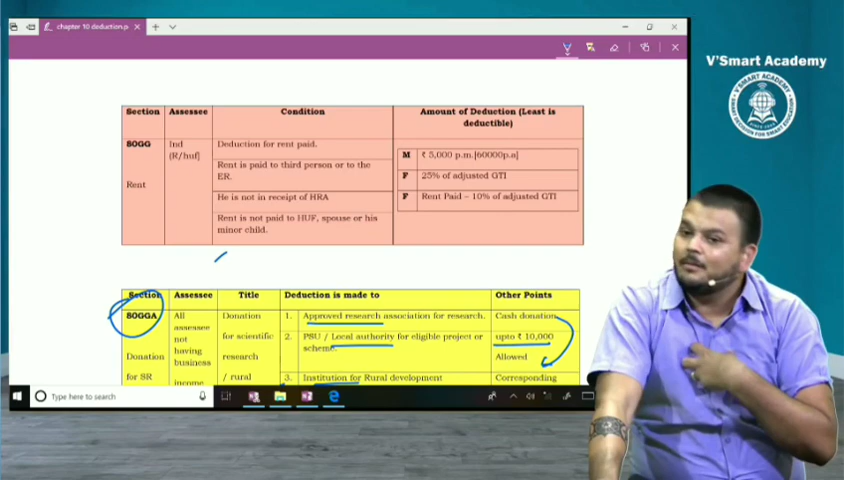 chapter 10 deduction.p
V'Smart Academy
V'SMART ACADEMY
Section Assessee Condition Amount of Deduction (Least is deductible)
80GG
Rent
Ind
(R/huf]
Deduction for rent paid.
Rent is paid to third person or to the
ER.
He is not in receipt of HRA
Rent is not paid to HUF, spouse or his
minor child.
M ₹ 5,000 p.m.[60000p.a]
F 25% of adjusted GTI
F Rent Paid – 10% of adjusted GTI
Section Assessee Title Deduction is made to Other Points
80GGA
Donation
for SR
All
assessee
not
having
business
income
Donation
for scientific
research
/ rural
1. Approved research association for research.
2. PSU / Local authority for eligible project or
scheme.
3. Institution for Rural development
Cash donation
upto ₹ 10,000
Allowed
Corresponding
Type here to search